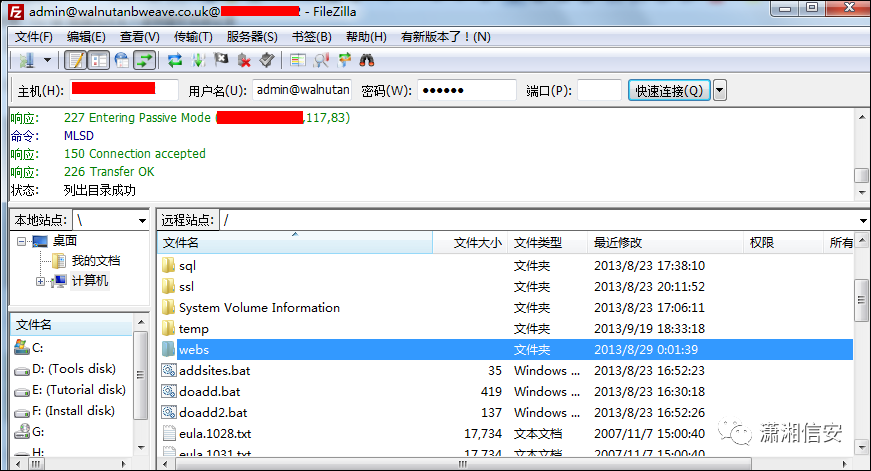 admin@walnutanbweave.co.uk@ - FileZilla
文件(F) 编辑(E) 查看(V) 传输(T) 服务器(S) 书签(B) 帮助(H) 有新版本了！(N)
主机(H): 用户名(U): admin@walnutan 密码(W): ●●●●●● 端口(P): 快速连接(Q)
响应: 227 Entering Passive Mode ( ,117,83)
命令: MLSD
响应: 150 Connection accepted
响应: 226 Transfer OK
状态: 列出目录成功
本地站点: \
桌面
我的文档
计算机
文件名
C:
D: (Tools disk)
E: (Tutorial disk)
F: (Install disk)
G:
H:
远程站点: /
文件名 文件大小 文件类型 最近修改 权限 所有
sql 文件夹 2013/8/23 17:38:10
ssl 文件夹 2013/8/23 20:11:52
System Volume Information 文件夹 2013/8/23 17:06:11
temp 文件夹 2013/9/19 18:33:18
webs 文件夹 2013/8/29 0:01:39
addsites.bat 35 Windows ... 2013/8/23 16:52:23
doadd.bat 419 Windows ... 2013/8/23 16:30:18
doadd2.bat 137 Windows ... 2013/8/23 16:52:26
eula.1028.txt 17,734 文本文档 2007/11/7 15:00:40
eula.1031.txt 17,734 文本文档 2007/11/7 15:00:40
潇湘信安